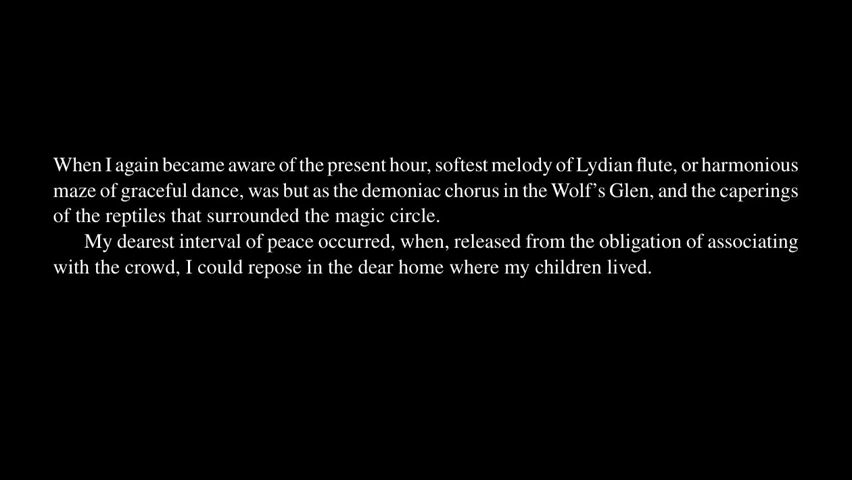 When I again became aware of the present hour, softest melody of Lydian flute, or harmonious
maze of graceful dance, was but as the demoniac chorus in the Wolf’s Glen, and the caperings
of the reptiles that surrounded the magic circle.
My dearest interval of peace occurred, when, released from the obligation of associating
with the crowd, I could repose in the dear home where my children lived.